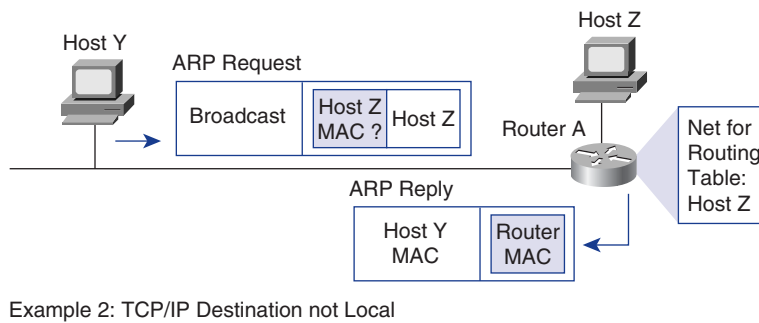 Host Y
Host Z
ARP Request
Broadcast
Host Z
MAC ?
Host Z
Router A
Net for
Routing
Table:
Host Z
ARP Reply
Host Y
MAC
Router
MAC
Example 2: TCP/IP Destination not Local